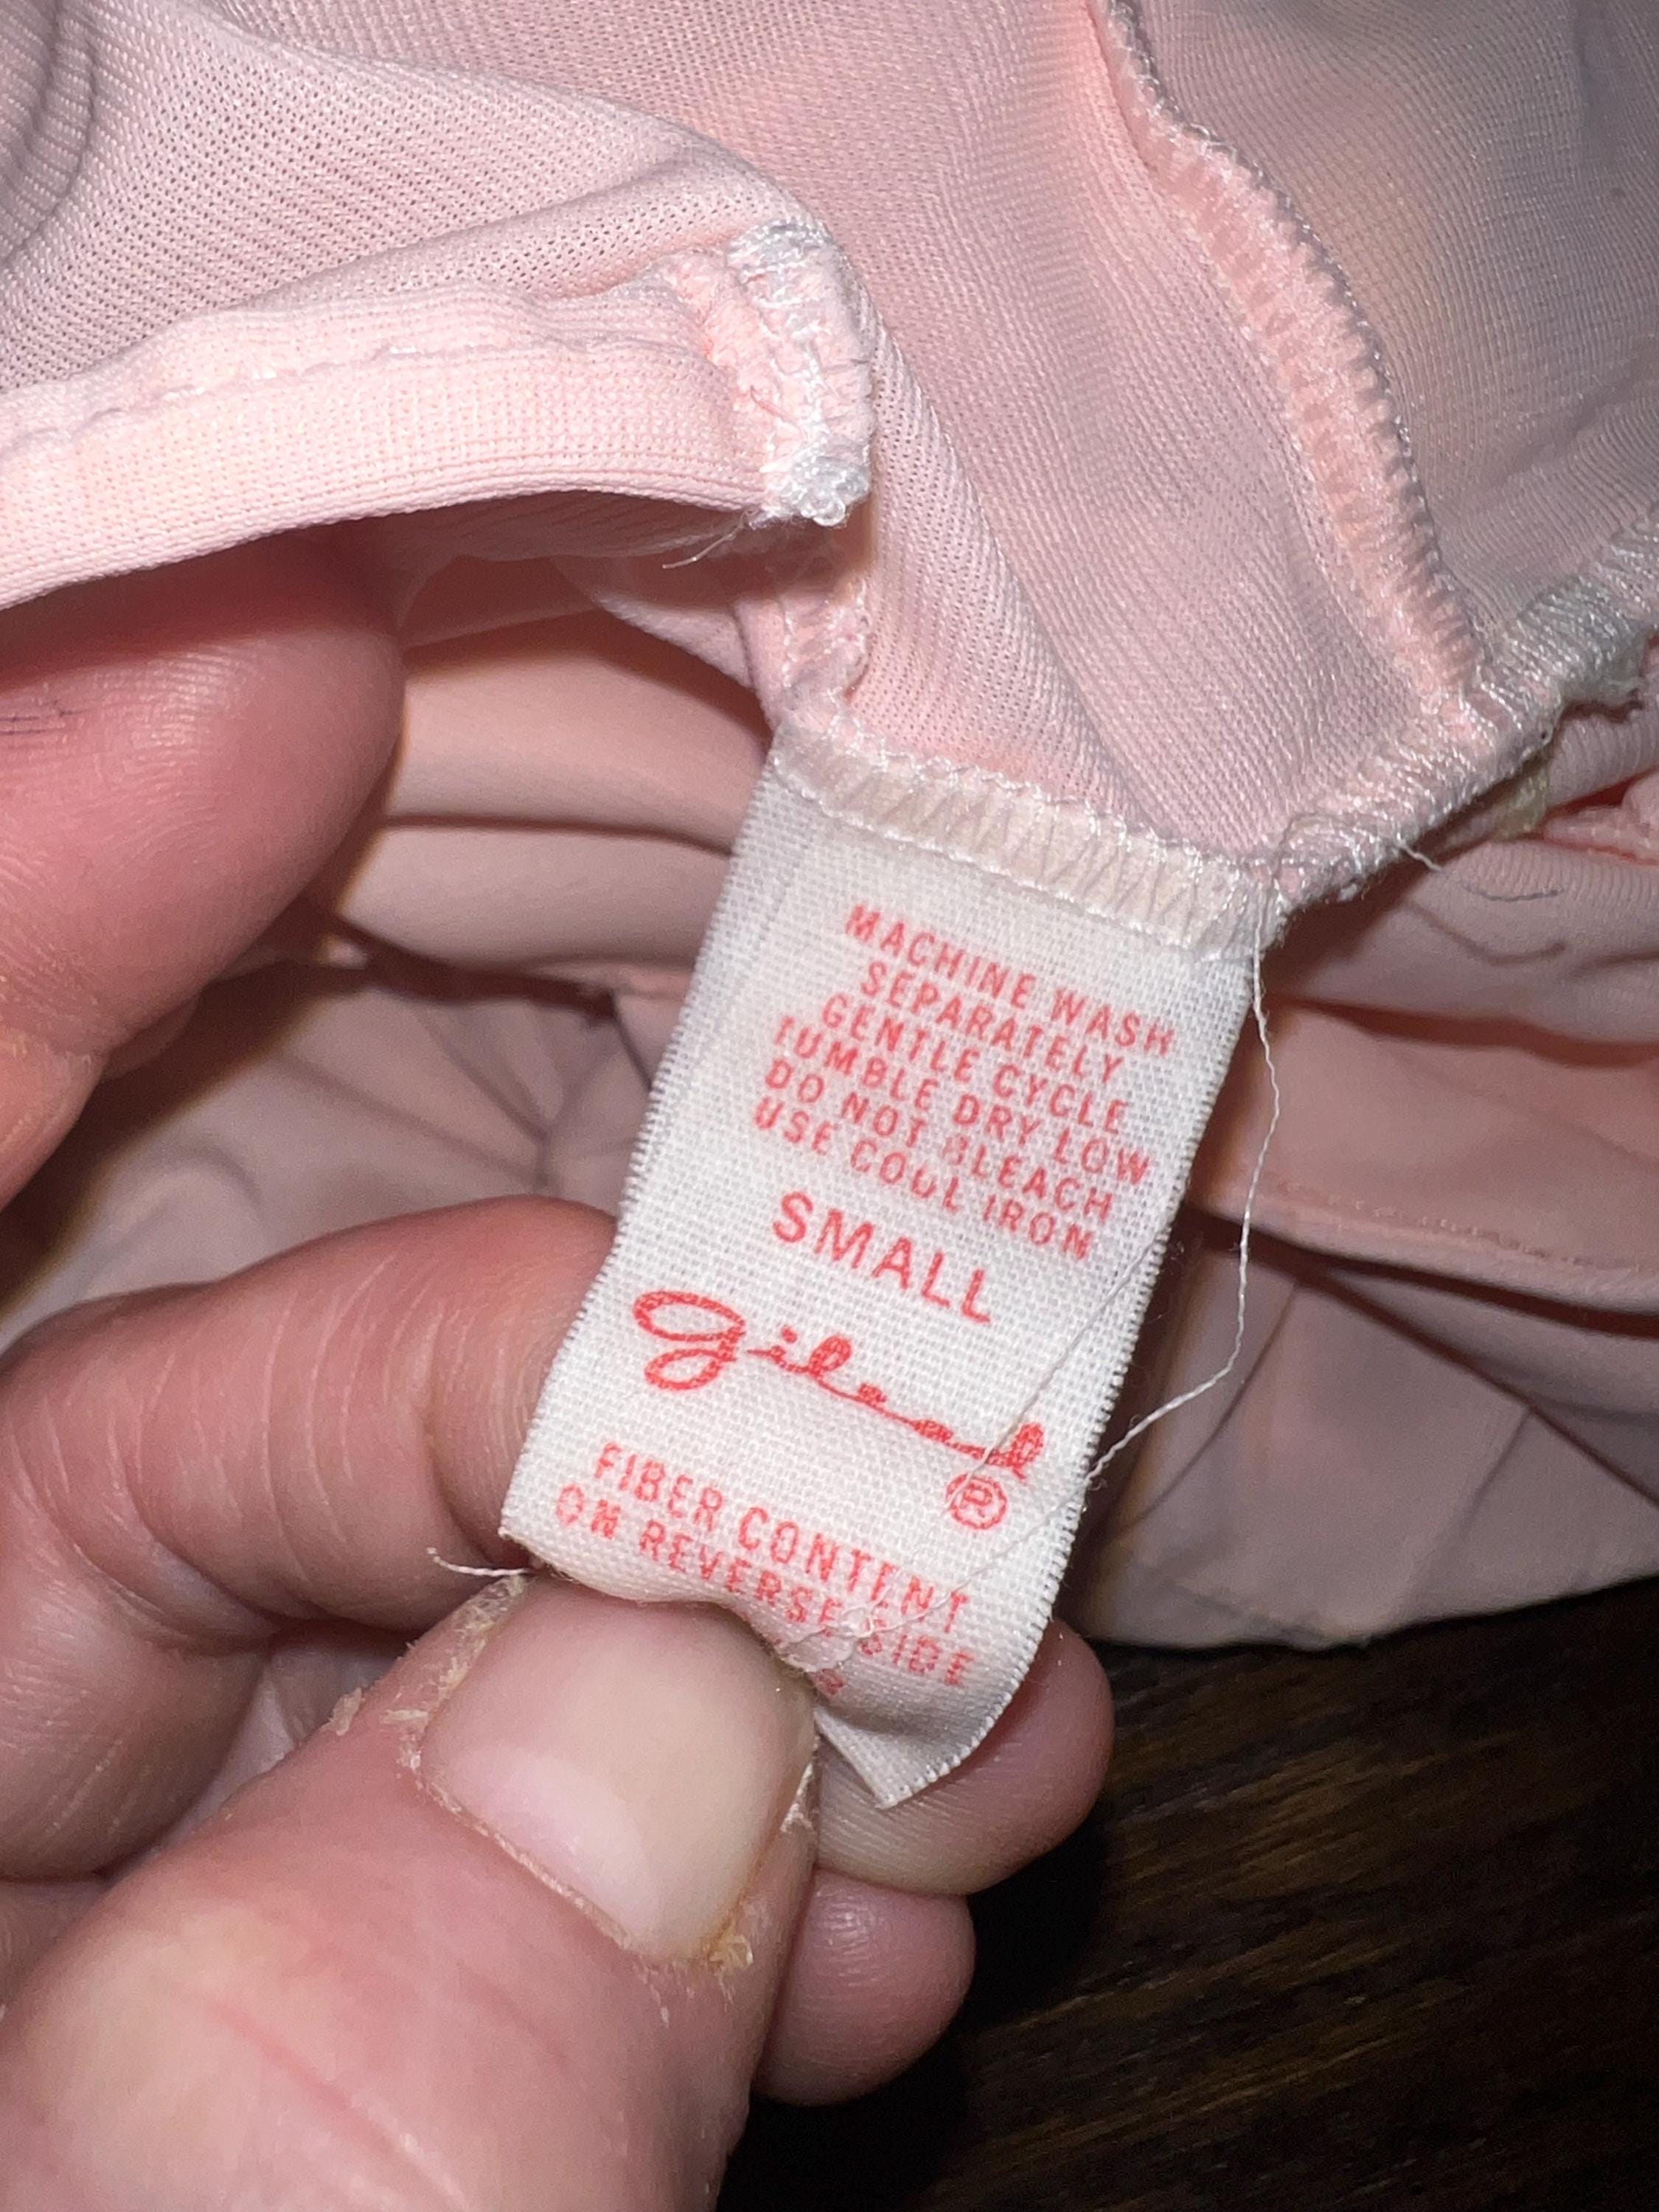 MACHINE WASH
SEPARATELY
GENTLE CYCLE
TUMBLE DRY LOW
DO NOT BLEACH
USE COOL IRON
SMALL
Gilead
®
FIBER CONTENT
ON REVERSE SIDE